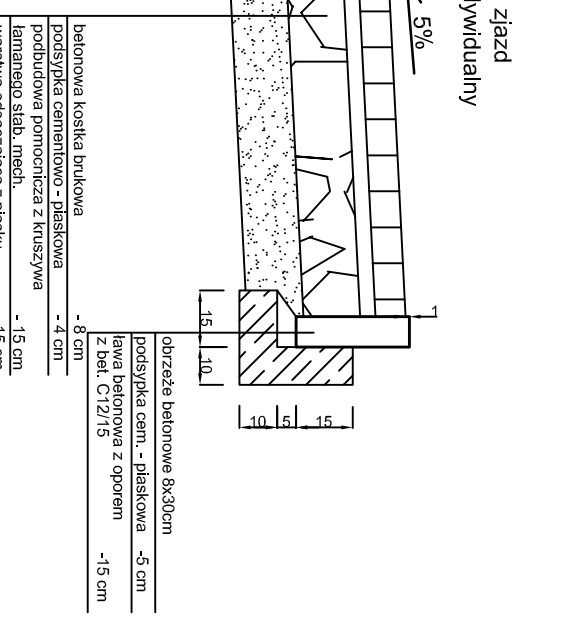 zjazd
dywidualny
5%
1
betonowa kostka brukowa - 8 cm
podsypka cementowo - piaskowa - 4 cm
podbudowa pomocnicza z kruszywa
łamanego stab. mech. - 15 cm
15
10
10
5
15
obrzeże betonowe 8x30cm
podsypka cem. - piaskowa -5 cm
ława betonowa z oporem
z bet. C12/15 -15 cm